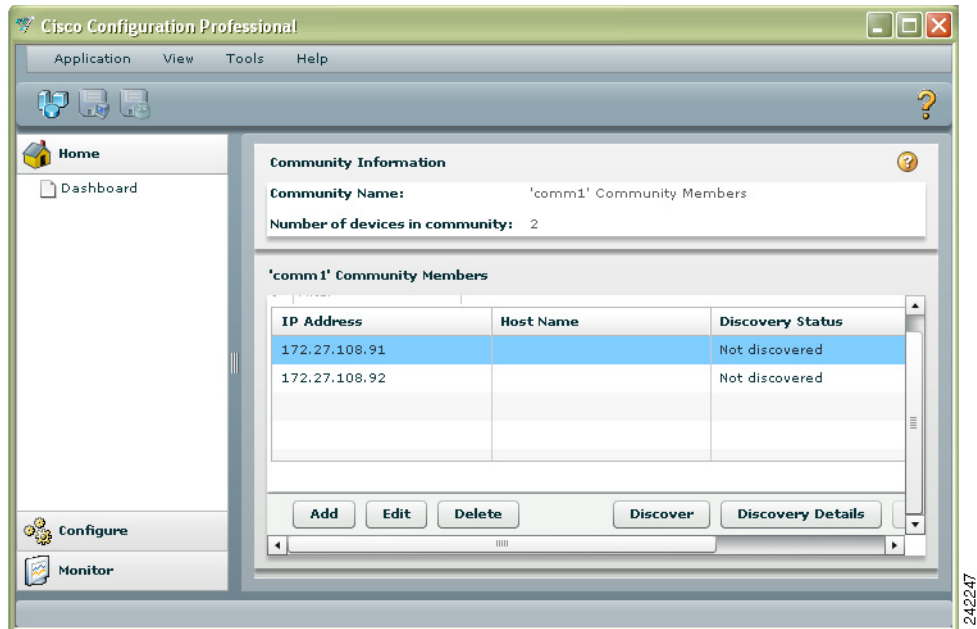 Cisco Configuration Professional
Application View Tools Help
Home
Dashboard
Configure
Monitor
Community Information
Community Name: 'comm1' Community Members
Number of devices in community: 2
'comm1' Community Members
IP Address Host Name Discovery Status
172.27.108.91 Not discovered
172.27.108.92 Not discovered
Add Edit Delete Discover Discovery Details
242247